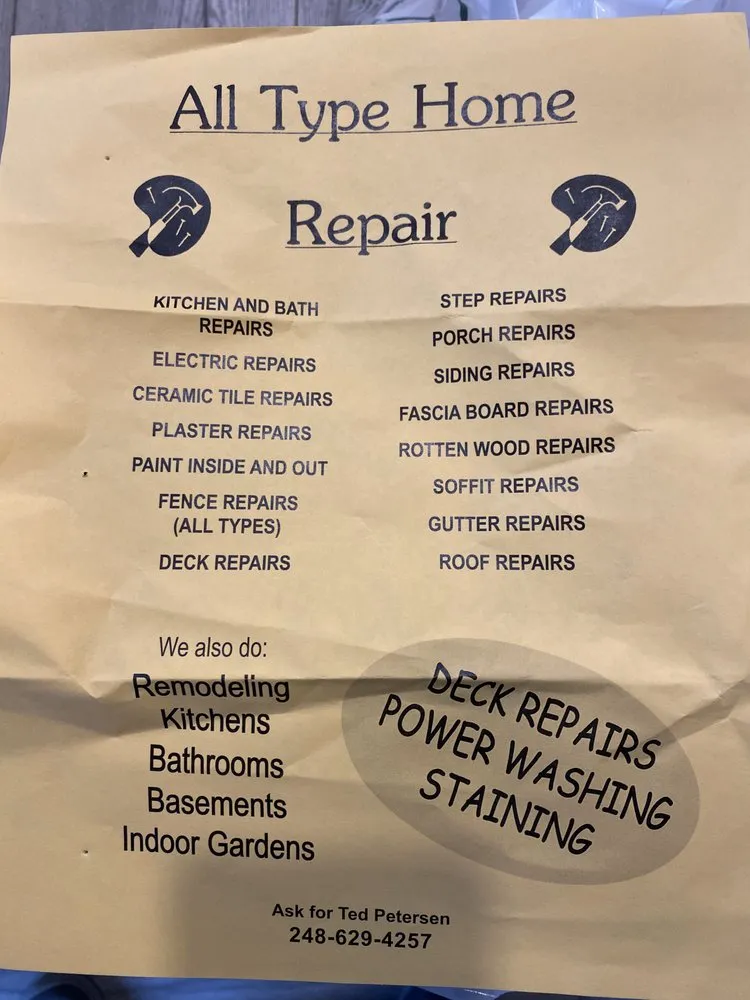 All Type Home
Repair
KITCHEN AND BATH
REPAIRS
ELECTRIC REPAIRS
CERAMIC TILE REPAIRS
PLASTER REPAIRS
PAINT INSIDE AND OUT
FENCE REPAIRS
(ALL TYPES)
DECK REPAIRS
STEP REPAIRS
PORCH REPAIRS
SIDING REPAIRS
FASCIA BOARD REPAIRS
ROTTEN WOOD REPAIRS
SOFFIT REPAIRS
GUTTER REPAIRS
ROOF REPAIRS
We also do:
Remodeling
Kitchens
Bathrooms
Basements
Indoor Gardens
DECK REPAIRS
POWER WASHING
STAINING
Ask for Ted Petersen
248-629-4257